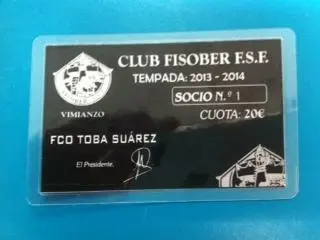 CLUB FISOBER F.S.F.
TEMPADA: 2013 - 2014
SOCIO N.º 1
VIMIANZO
CUOTA: 20€
FCO TOBA SUÁREZ
El Presidente,